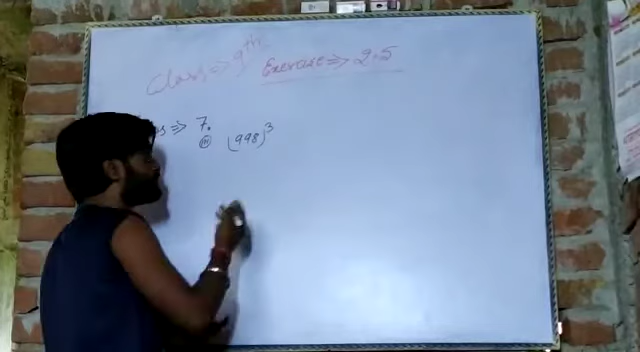 Class ⇒ 9th
Exercise ⇒ 2.5
⇒ 7.
(iii) (998)³